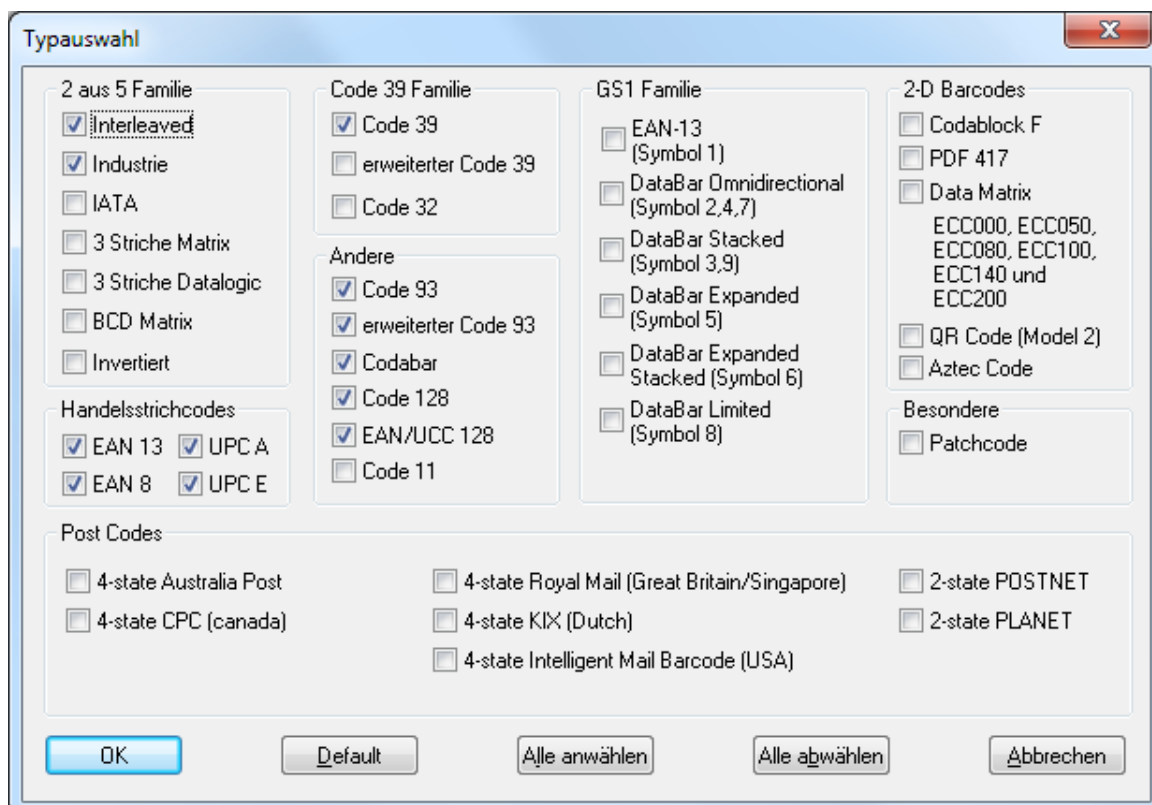 Typauswahl
2 aus 5 Familie
Interleaved
Industrie
IATA
3 Striche Matrix
3 Striche Datalogic
BCD Matrix
Invertiert
Handelsstrichcodes
EAN 13 UPC A
EAN 8 UPC E
Code 39 Familie
Code 39
erweiterter Code 39
Code 32
Andere
Code 93
erweiterter Code 93
Codabar
Code 128
EAN/UCC 128
Code 11
GS1 Familie
EAN-13
(Symbol 1)
DataBar Omnidirectional
(Symbol 2,4,7)
DataBar Stacked
(Symbol 3,9)
DataBar Expanded
(Symbol 5)
DataBar Expanded
Stacked (Symbol 6)
DataBar Limited
(Symbol 8)
2-D Barcodes
Codablock F
PDF 417
Data Matrix
ECC000, ECC050,
ECC080, ECC100,
ECC140 und
ECC200
QR Code (Model 2)
Aztec Code
Besondere
Patchcode
Post Codes
4-state Australia Post
4-state CPC (canada)
4-state Royal Mail (Great Britain/Singapore)
4-state KIX (Dutch)
4-state Intelligent Mail Barcode (USA)
2-state POSTNET
2-state PLANET
OK Default Alle anwählen Alle abwählen Abbrechen